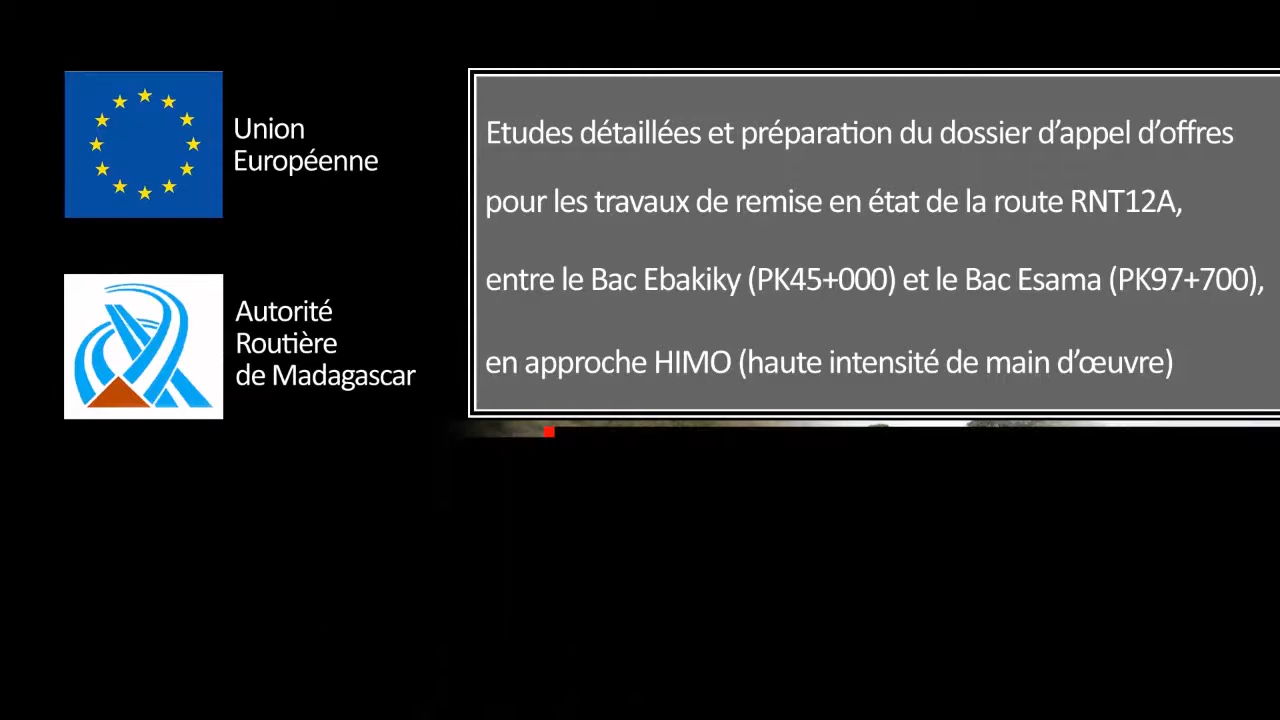 Union
Européenne
Autorité
Routière
de Madagascar
Etudes détaillées et préparation du dossier d’appel d’offres
pour les travaux de remise en état de la route RNT12A,
entre le Bac Ebakiky (PK45+000) et le Bac Esama (PK97+700),
en approche HIMO (haute intensité de main d’œuvre)